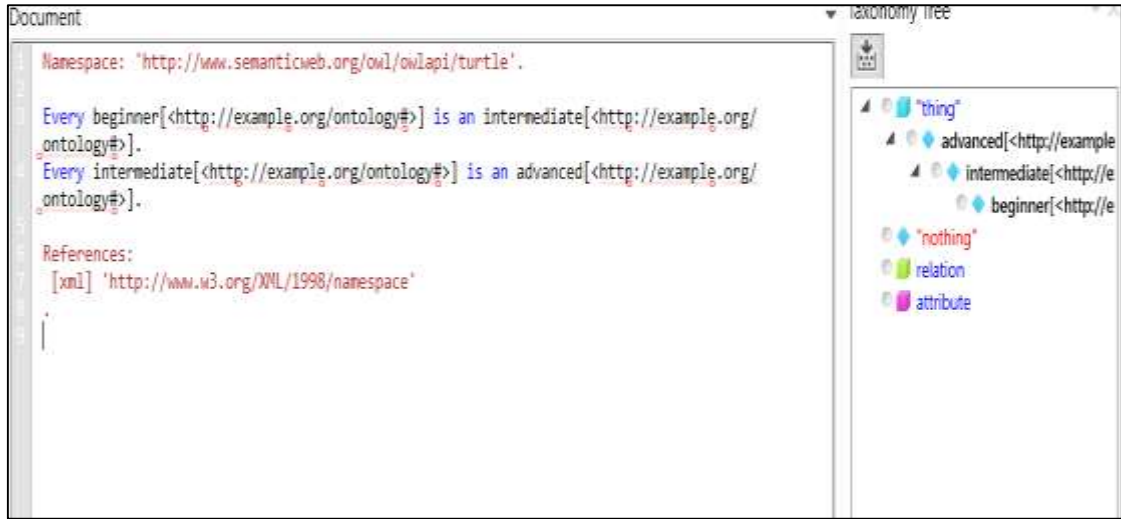 Document
Namespace: 'http://www.semanticweb.org/owl/owlapi/turtle'.
Every beginner[<http://example.org/ontology#>] is an intermediate[<http://example.org/
ontology#>].
Every intermediate[<http://example.org/ontology#>] is an advanced[<http://example.org/
ontology#>].
References:
[xml] 'http://www.w3.org/XML/1998/namespace'
.
Taxonomy Tree
"thing"
advanced[<http://example
intermediate[<http://e
beginner[<http://e
"nothing"
relation
attribute